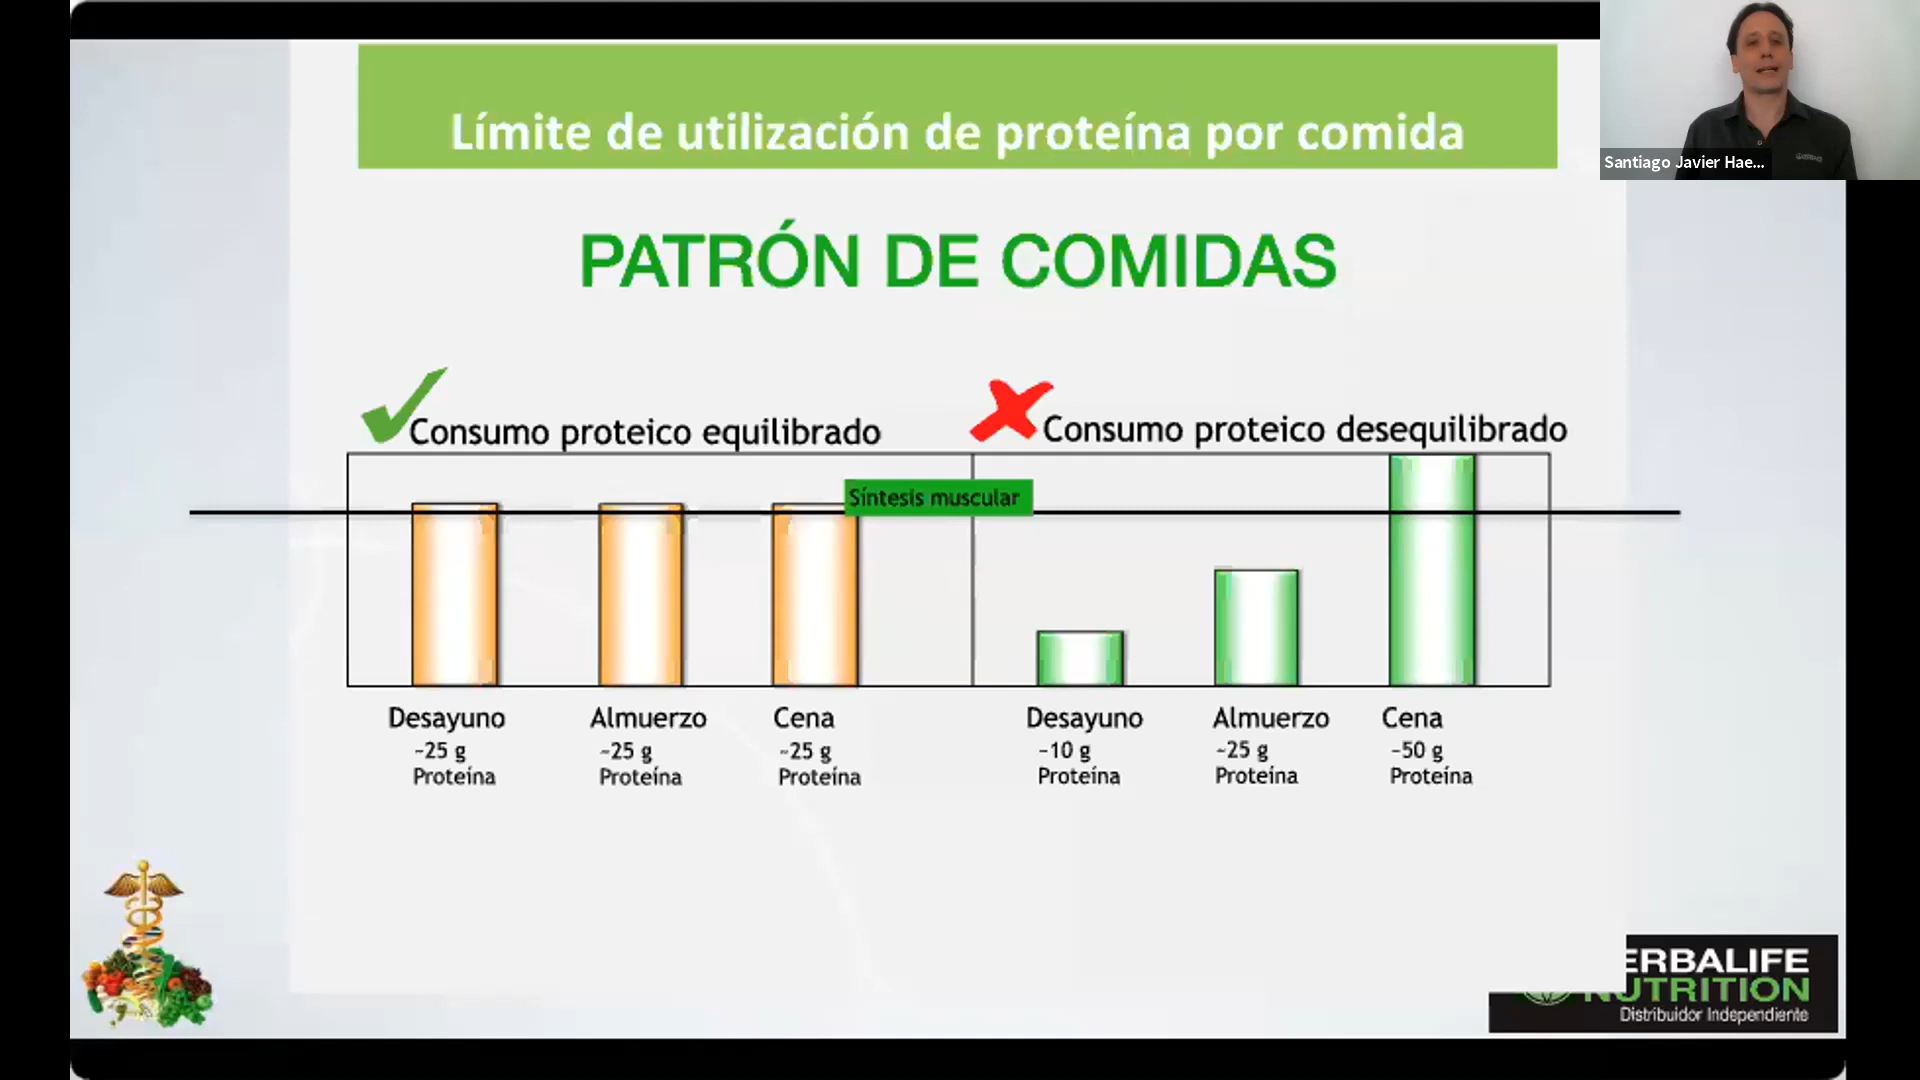 Límite de utilización de proteína por comida
Santiago Javier Hae...
PATRÓN DE COMIDAS
Consumo proteico equilibrado
Consumo proteico desequilibrado
Síntesis muscular
Desayuno
~25 g
Proteína
Almuerzo
~25 g
Proteína
Cena
~25 g
Proteína
Desayuno
~10 g
Proteína
Almuerzo
~25 g
Proteína
Cena
~50 g
Proteína
ERBALIFE
NUTRITION
Distribuidor Independiente